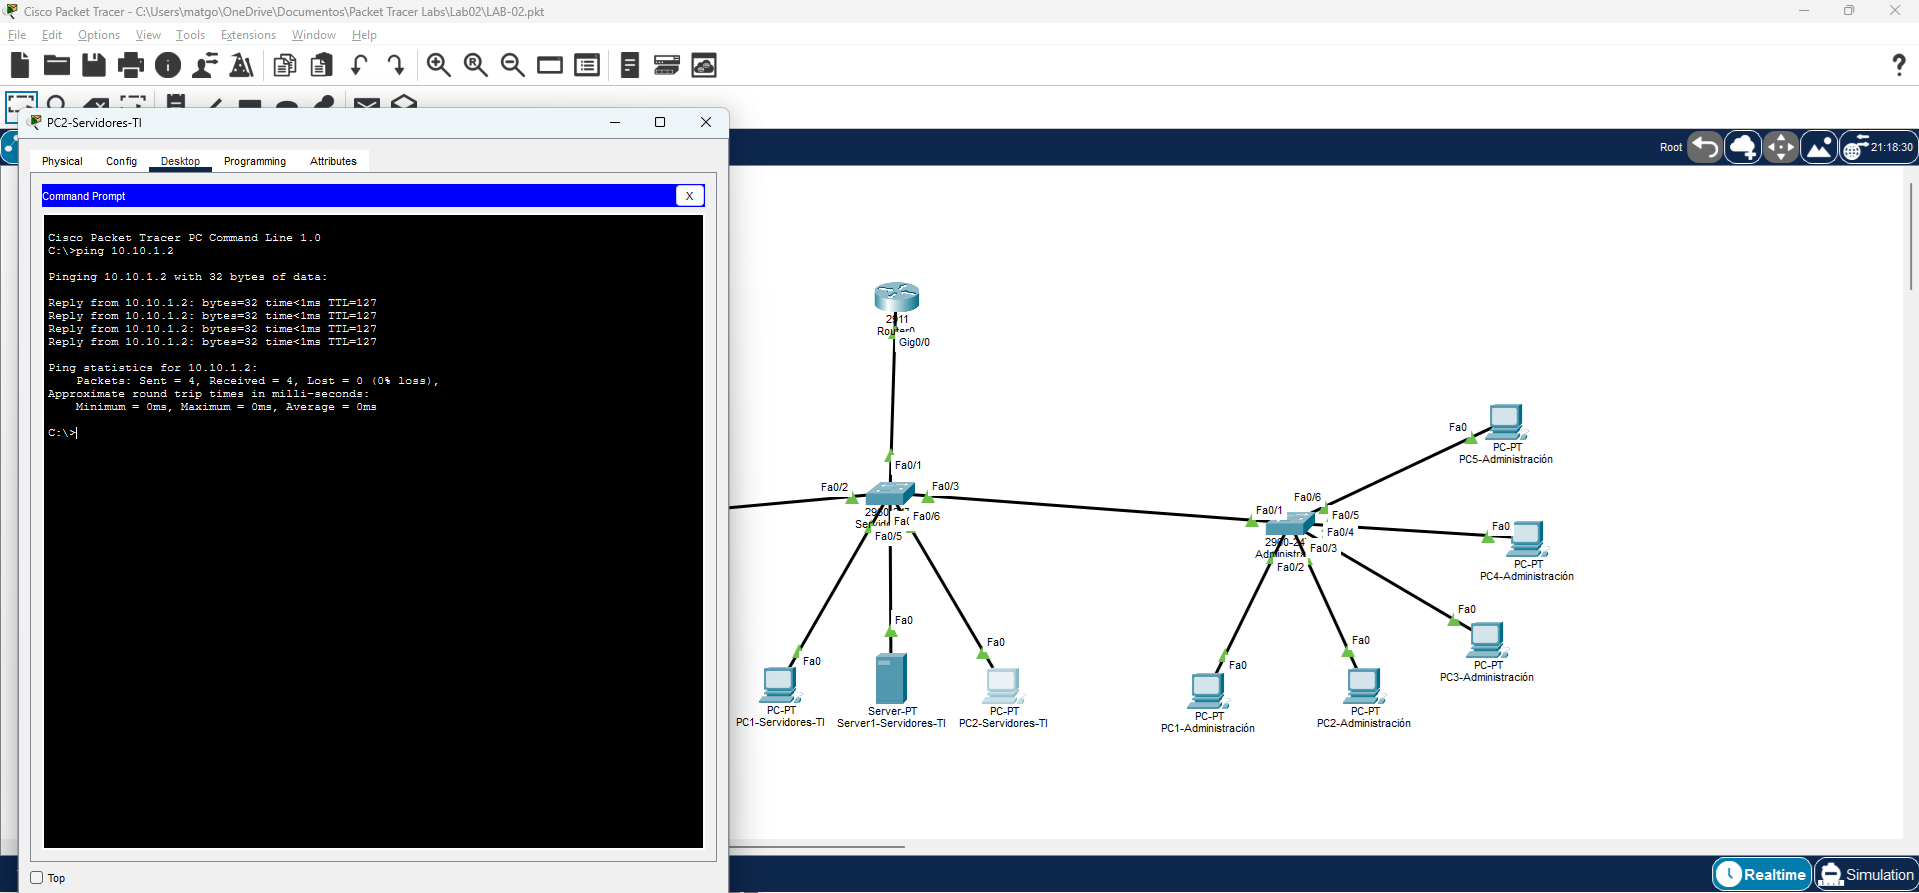 Cisco Packet Tracer - C:\Users\matgo\OneDrive\Documentos\Packet Tracer Labs\Lab02\LAB-02.pkt
File Edit Options View Tools Extensions Window Help
PC2-Servidores-TI
Root
21:18:30
Physical Config Desktop Programming Attributes
Command Prompt
X
Cisco Packet Tracer PC Command Line 1.0
C:\>ping 10.10.1.2
Pinging 10.10.1.2 with 32 bytes of data:
Reply from 10.10.1.2: bytes=32 time<1ms TTL=127
Reply from 10.10.1.2: bytes=32 time<1ms TTL=127
Reply from 10.10.1.2: bytes=32 time<1ms TTL=127
Reply from 10.10.1.2: bytes=32 time<1ms TTL=127
Ping statistics for 10.10.1.2:
Packets: Sent = 4, Received = 4, Lost = 0 (0% loss),
Approximate round trip times in milli-seconds:
Minimum = 0ms, Maximum = 0ms, Average = 0ms
C:\>
Top
2911
Router0
Gig0/0
Fa0/1
Fa0/2
Fa0/3
Fa0/6
Fa0/5
Fa0
PC-PT
PC1-Servidores-TI
Fa0
Server-PT
Server1-Servidores-TI
Fa0
PC-PT
PC2-Servidores-TI
Fa0/1
Fa0/6
Fa0/5
Fa0/4
Fa0/3
Fa0/2
Fa0
PC-PT
PC5-Administración
Fa0
PC-PT
PC4-Administración
Fa0
PC-PT
PC3-Administración
Fa0
PC-PT
PC2-Administración
Fa0
PC-PT
PC1-Administración
Realtime
Simulation